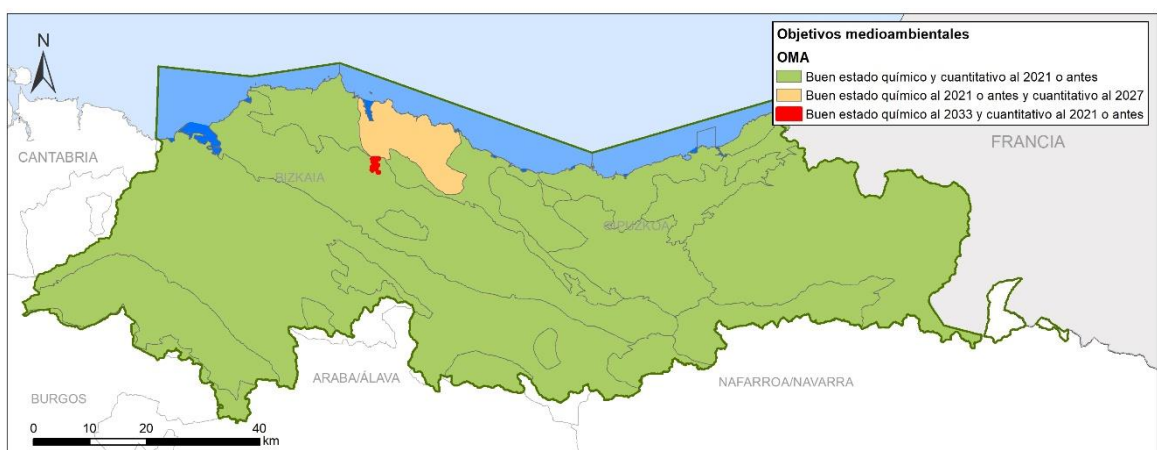 N
Objetivos medioambientales
OMA
Buen estado químico y cuantitativo al 2021 o antes
Buen estado químico al 2021 o antes y cuantitativo al 2027
Buen estado químico al 2033 y cuantitativo al 2021 o antes
FRANCIA
CANTABRIA
BIZKAIA
GIPUZKOA
ARABA/ÁLAVA
NAFARROA/NAVARRA
BURGOS
0 10 20 40
km